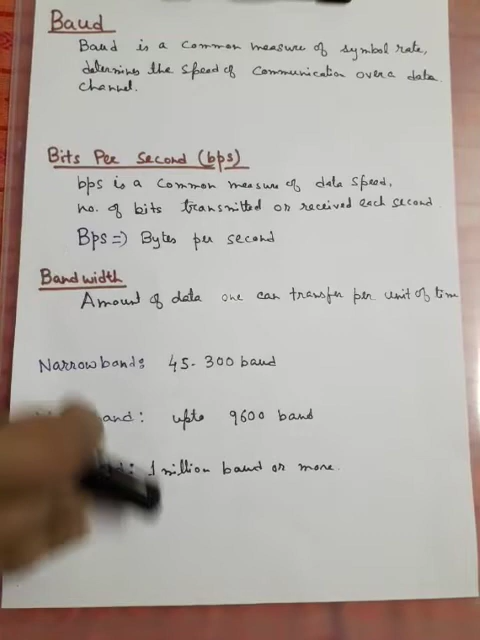 Baud
Baud is a common measure of symbol rate,
determines the speed of communication over a data
channel.
Bits Per Second (bps)
bps is a common measure of data speed,
no. of bits transmitted or received each second
Bps => Bytes per second
Bandwidth
Amount of data one can transfer per unit of time
Narrowband: 45-300 baud
and: upto 9600 band
d: 1 million baud or more.